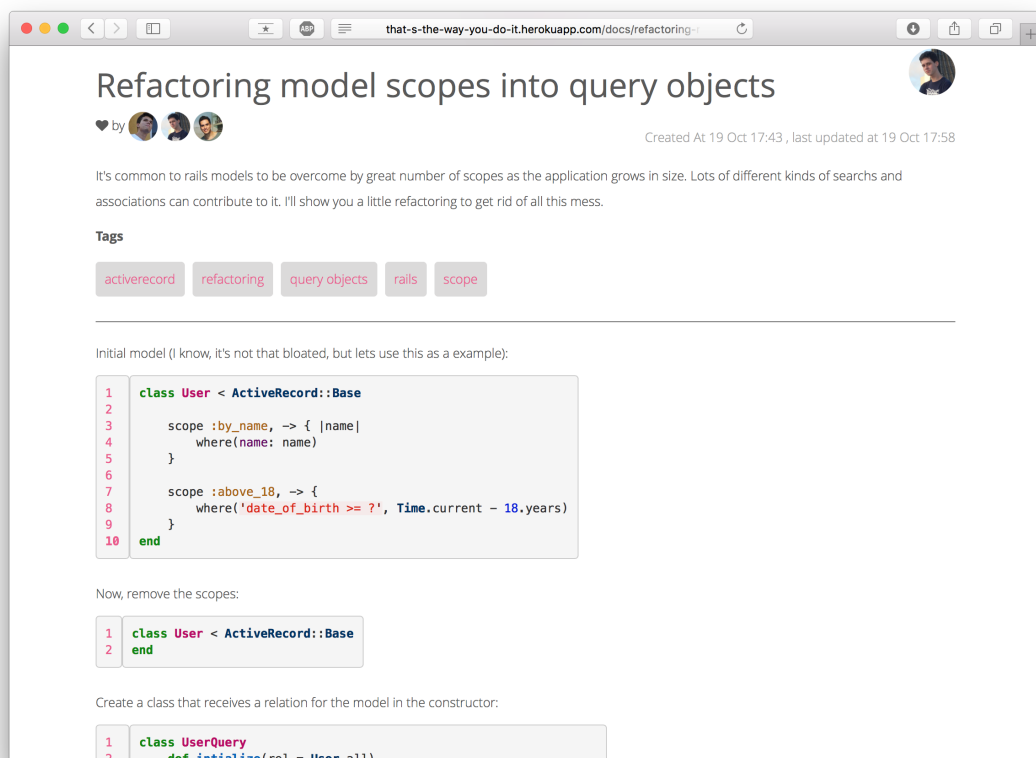 ABP
that-s-the-way-you-do-it.herokuapp.com/docs/refactoring-
Refactoring model scopes into query objects
by
Created At 19 Oct 17:43 , last updated at 19 Oct 17:58
It's common to rails models to be overcome by great number of scopes as the application grows in size. Lots of different kinds of searchs and
associations can contribute to it. I'll show you a little refactoring to get rid of all this mess.
Tags
activerecord refactoring query objects rails scope
Initial model (I know, it's not that bloated, but lets use this as a example):
1 class User < ActiveRecord::Base
2
3     scope :by_name, -> { |name|
4         where(name: name)
5     }
6
7     scope :above_18, -> {
8         where('date_of_birth >= ?', Time.current - 18.years)
9     }
10 end
Now, remove the scopes:
1 class User < ActiveRecord::Base
2 end
Create a class that receives a relation for the model in the constructor:
1 class UserQuery
2     def intialize(rel = User.all)